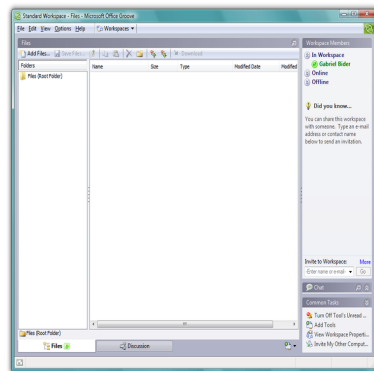 Standard Workspace - Files - Microsoft Office Groove
File Edit View Options Help Workspaces
Files
Add Files... Save Files... Download
Folders
Name Size Type Modified Date Modified
Files (Root Folder)
Workspace Members
In Workspace
Gabriel Bider
Online
Offline
Did you know...
You can share this workspace
with someone. Type an e-mail
address or contact name
below to send an invitation.
Invite to Workspace: More
Enter name or e-mail Go
Chat
Common Tasks
Turn Off Tool's Unread ...
Add Tools
View Workspace Properti...
Invite My Other Comput...
Files (Root Folder)
Files Discussion